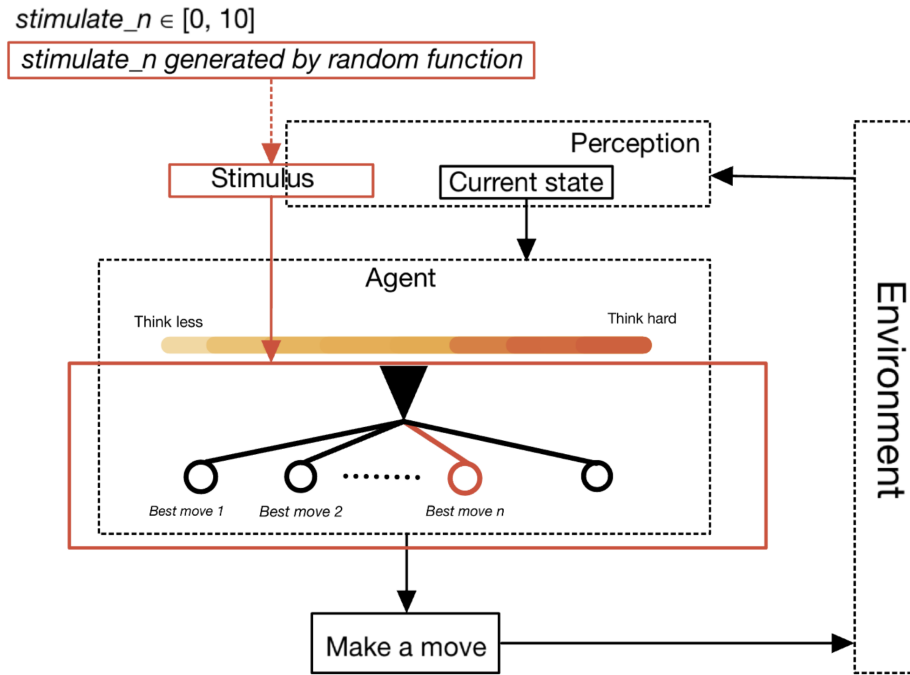 stimulate_n ∈ [0, 10]
stimulate_n generated by random function
Perception
Stimulus
Current state
Agent
Think less
Think hard
Best move 1
Best move 2
Best move n
Make a move
Environment